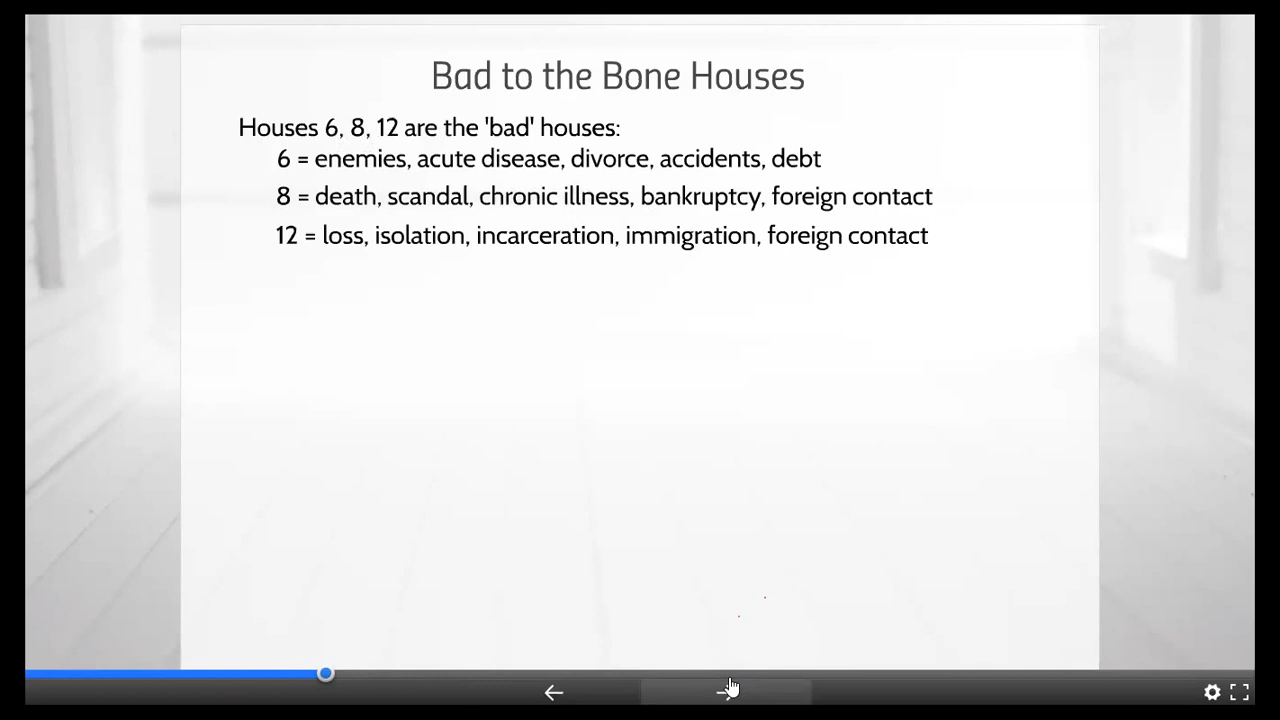 Bad to the Bone Houses
Houses 6, 8, 12 are the 'bad' houses:
6 = enemies, acute disease, divorce, accidents, debt
8 = death, scandal, chronic illness, bankruptcy, foreign contact
12 = loss, isolation, incarceration, immigration, foreign contact